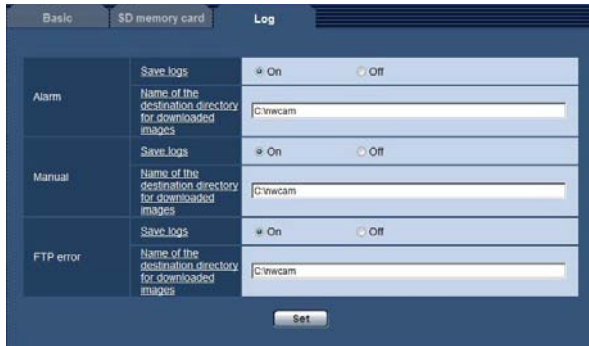 Basic SD memory card Log
Alarm
Save logs On Off
Name of the
destination directory
for downloaded
images
C:\nwcam
Manual
Save logs On Off
Name of the
destination directory
for downloaded
images
C:\nwcam
FTP error
Save logs On Off
Name of the
destination directory
for downloaded
images
C:\nwcam
Set